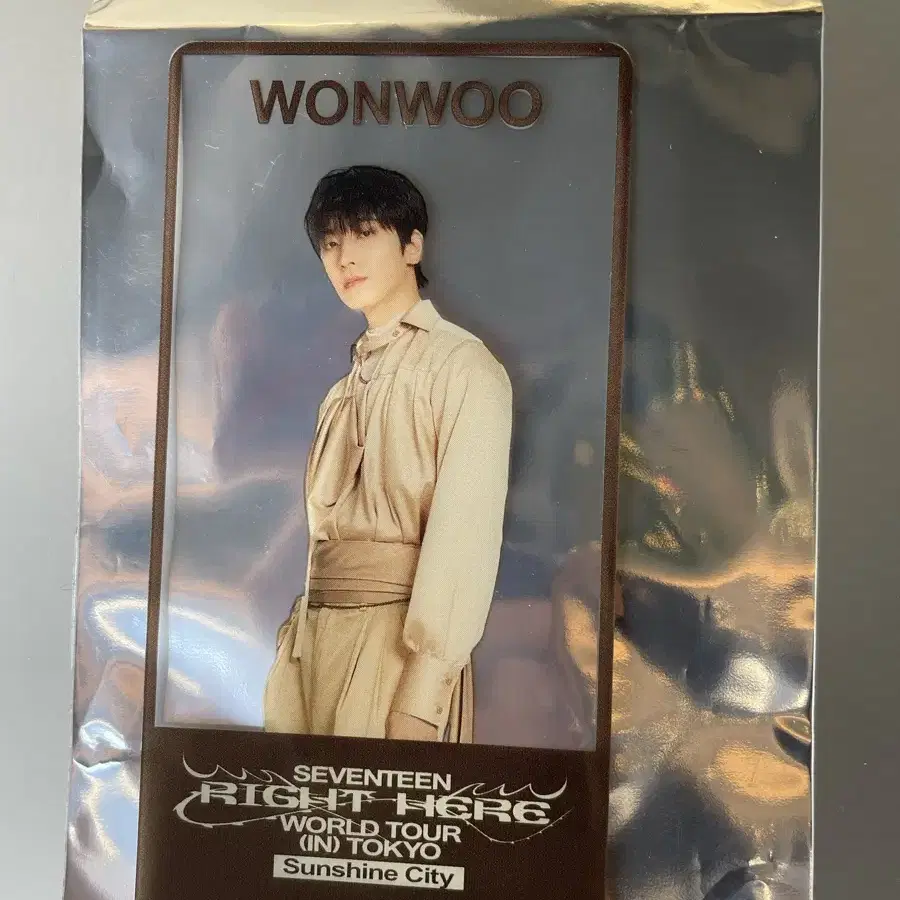 WONWOO
SEVENTEEN
RIGHT HERE
WORLD TOUR
(IN) TOKYO
Sunshine City